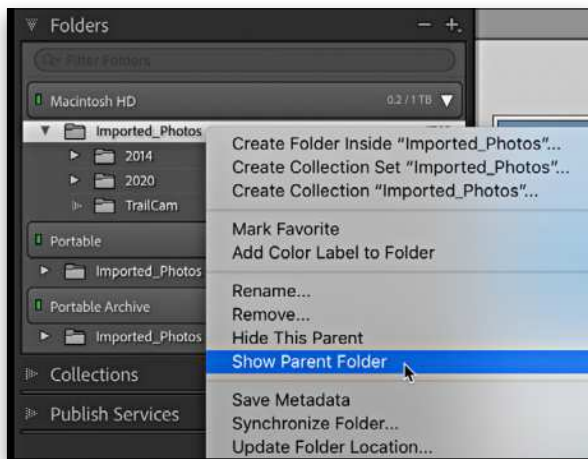 Folders
Filter Folders
Macintosh HD 0.2 / 1 TB
Imported_Photos
2014
2020
TrailCam
Portable
Imported_Photos
Portable Archive
Imported_Photos
Collections
Publish Services
Create Folder Inside “Imported_Photos”...
Create Collection Set “Imported_Photos”...
Create Collection “Imported_Photos”...
Mark Favorite
Add Color Label to Folder
Rename...
Remove...
Hide This Parent
Show Parent Folder
Save Metadata
Synchronize Folder...
Update Folder Location...